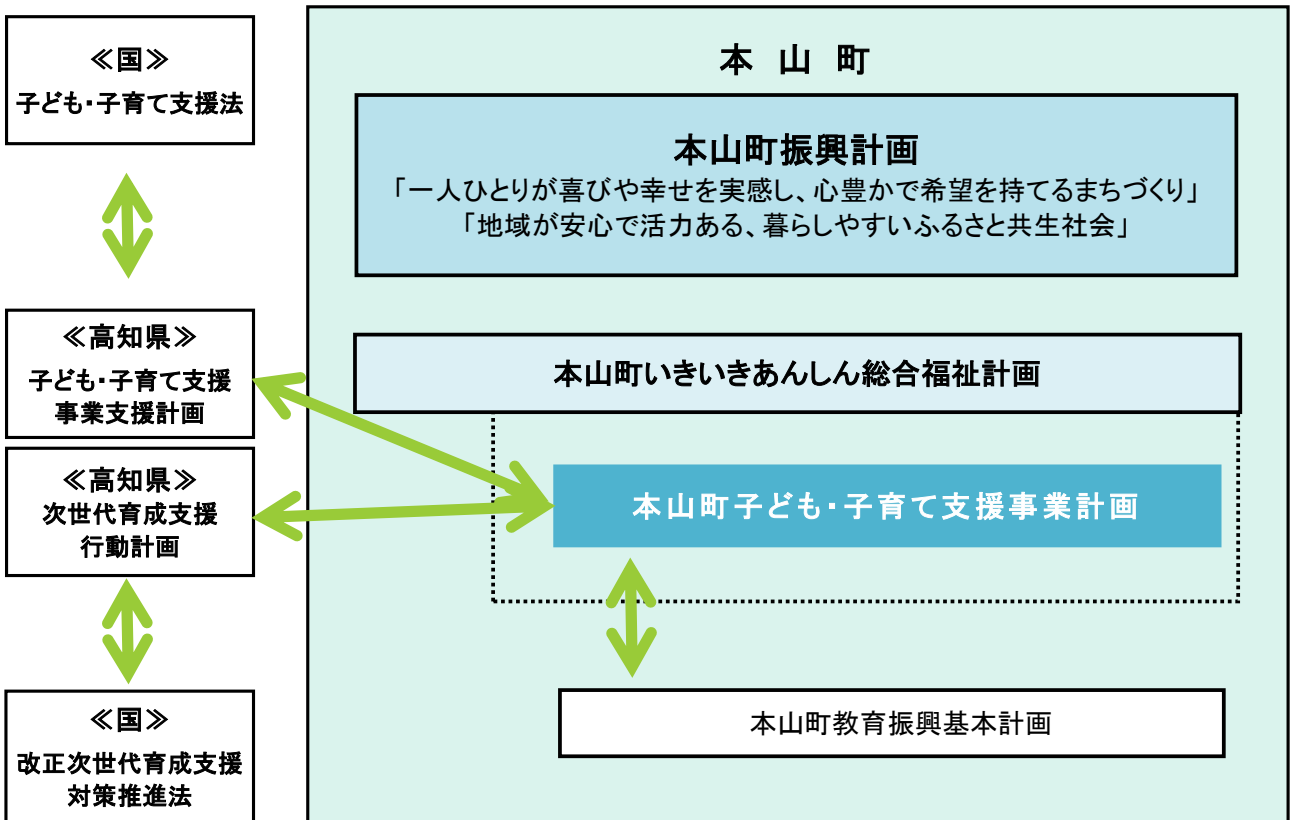 ≪国≫
子ども・子育て支援法
≪高知県≫
子ども・子育て支援
事業支援計画
≪高知県≫
次世代育成支援
行動計画
≪国≫
改正次世代育成支援
対策推進法
本 山 町
本山町振興計画
「一人ひとりが喜びや幸せを実感し、心豊かで希望を持てるまちづくり」
「地域が安心で活力ある、暮らしやすいふるさと共生社会」
本山町いきいきあんしん総合福祉計画
本山町子ども・子育て支援事業計画
本山町教育振興基本計画